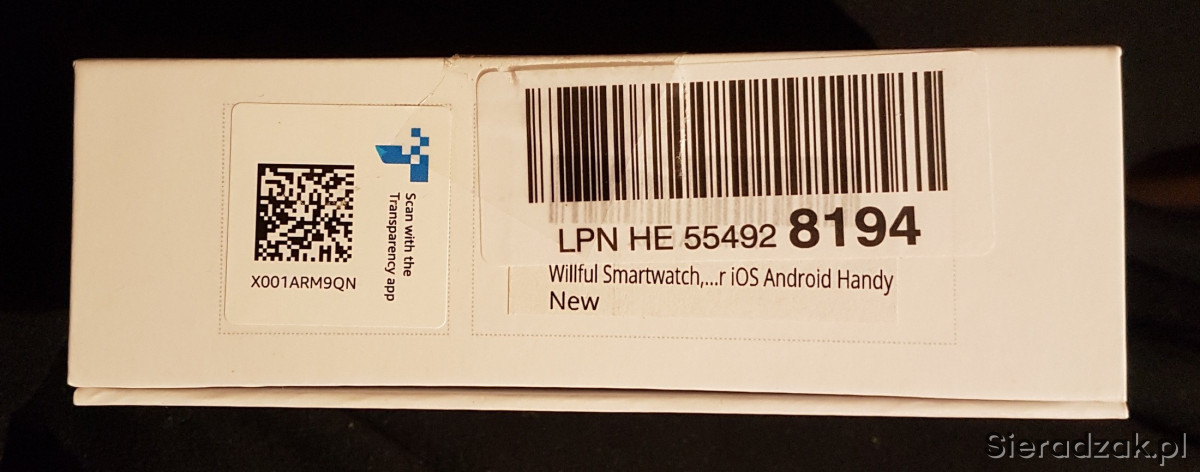 Scan with the
Transparency app
X001ARM9QN
LPN HE 55492 8194
Willful Smartwatch,...r iOS Android Handy
New
Sieradzak.pl